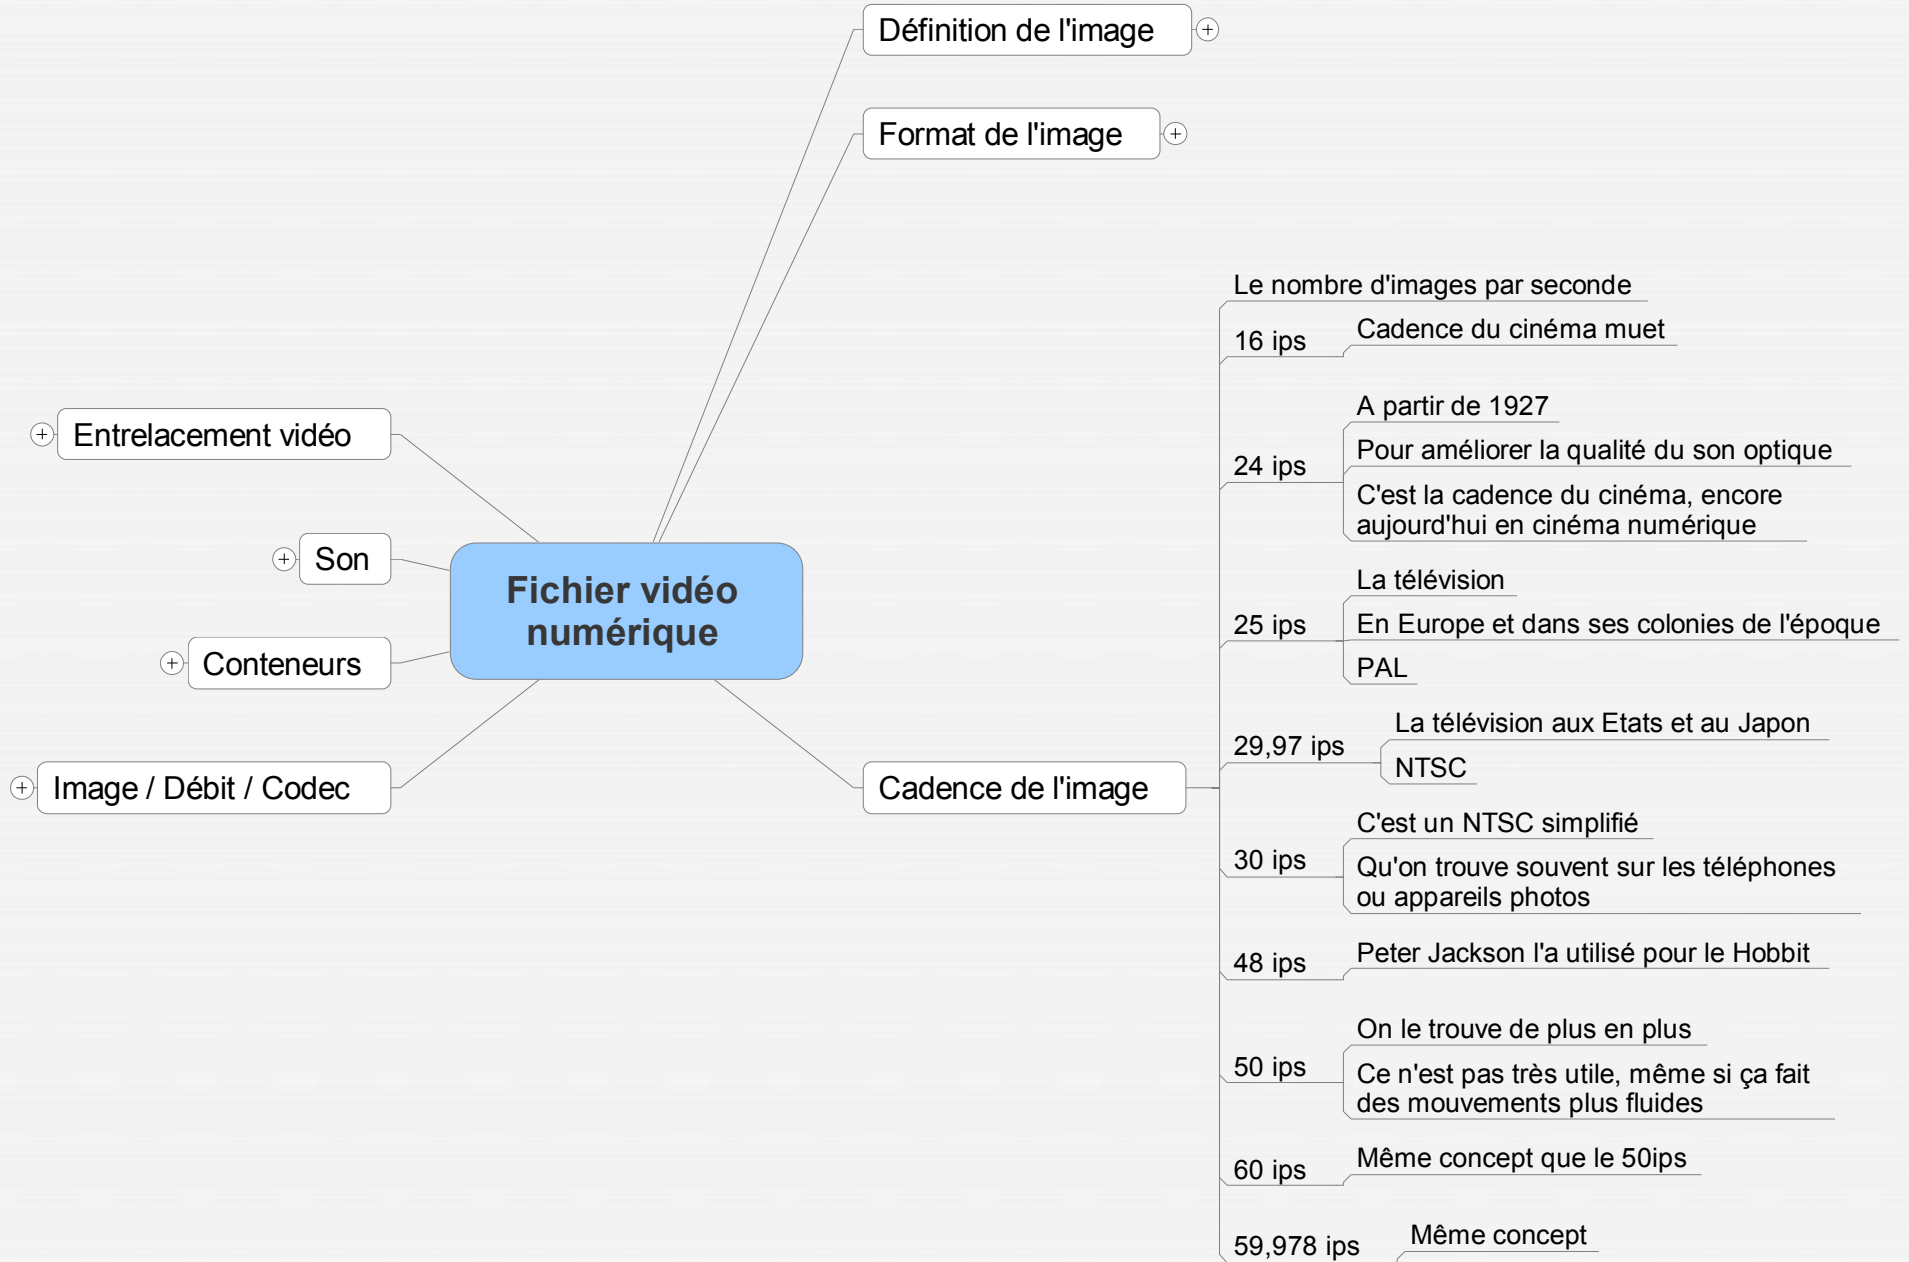 Définition de l'image
Format de l'image
Entrelacement vidéo
Son
Conteneurs
Image / Débit / Codec
Fichier vidéo
numérique
Cadence de l'image
Le nombre d'images par seconde
16 ips
Cadence du cinéma muet
24 ips
A partir de 1927
Pour améliorer la qualité du son optique
C'est la cadence du cinéma, encore
aujourd'hui en cinéma numérique
25 ips
La télévision
En Europe et dans ses colonies de l'époque
PAL
29,97 ips
La télévision aux Etats et au Japon
NTSC
30 ips
C'est un NTSC simplifié
Qu'on trouve souvent sur les téléphones
ou appareils photos
48 ips
Peter Jackson l'a utilisé pour le Hobbit
50 ips
On le trouve de plus en plus
Ce n'est pas très utile, même si ça fait
des mouvements plus fluides
60 ips
Même concept que le 50ips
59,978 ips
Même concept